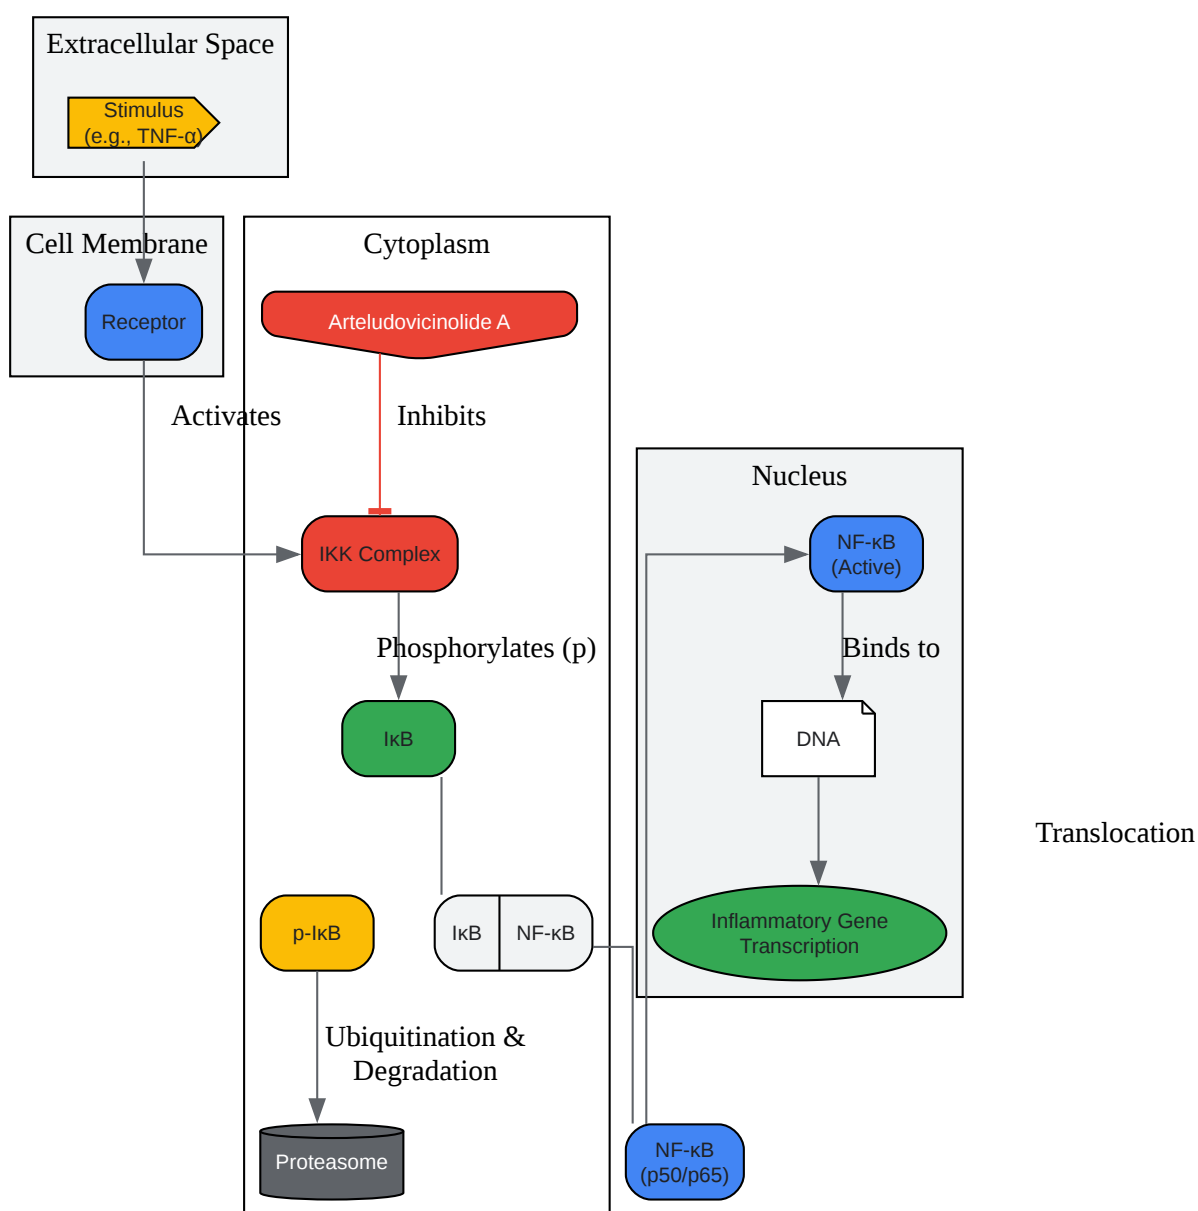 Extracellular Space
Stimulus
(e.g., TNF-α)
Cell Membrane
Receptor
Activates
Cytoplasm
Arteludovicinolide A
Inhibits
IKK Complex
Phosphorylates (p)
IκB
p-IκB
IκB
NF-κB
Ubiquitination &
Degradation
Proteasome
NF-κB
(p50/p65)
Nucleus
NF-κB
(Active)
Binds to
DNA
Inflammatory Gene
Transcription
Translocation